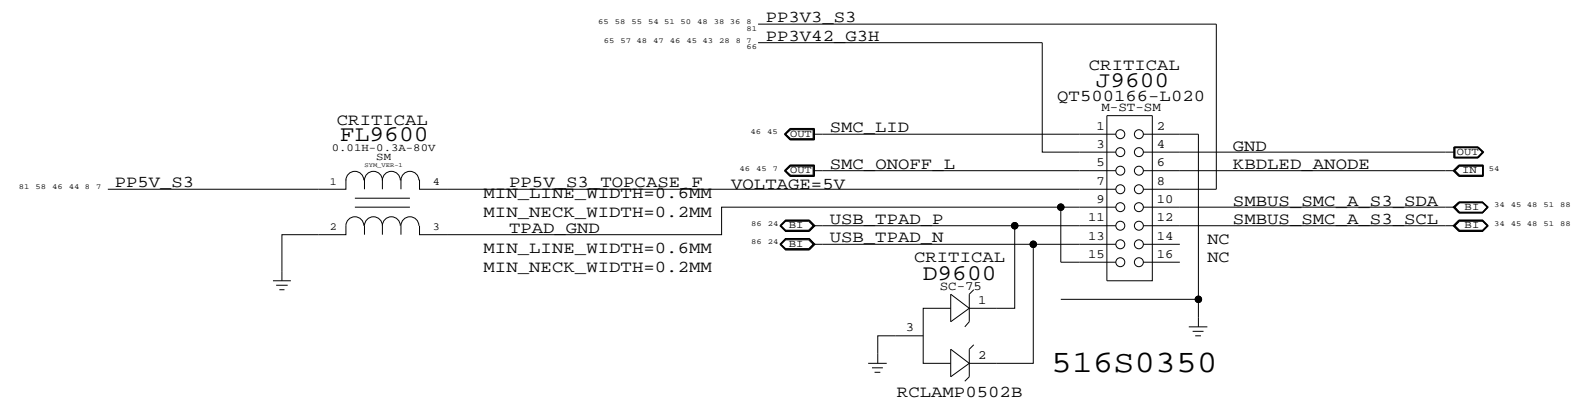 65 58 55 54 51 50 48 38 36 8 PP3V3_S3
81
65 57 48 47 46 45 43 28 8 7 PP3V42_G3H
66
CRITICAL
J9600
QT500166-L020
M-ST-SM
CRITICAL
FL9600
0.01H-0.3A-80V
SM
SYM_VER-1
46 45 OUT SMC_LID 1 2
3 4 GND OUT
46 45 7 OUT SMC_ONOFF_L 5 6 KBDLED_ANODE IN 54
81 58 46 44 8 7 PP5V_S3 1 4 PP5V_S3_TOPCASE_F VOLTAGE=5V 7 8
MIN_LINE_WIDTH=0.6MM
MIN_NECK_WIDTH=0.2MM
9 10 SMBUS_SMC_A_S3_SDA BI 34 45 48 51 88
2 3 TPAD_GND
86 24 BI USB_TPAD_P 11 12 SMBUS_SMC_A_S3_SCL BI 34 45 48 51 88
MIN_LINE_WIDTH=0.6MM
MIN_NECK_WIDTH=0.2MM
86 24 BI USB_TPAD_N 13 14 NC
15 16 NC
CRITICAL
D9600
SC-75
1
3
2
RCLAMP0502B
516S0350